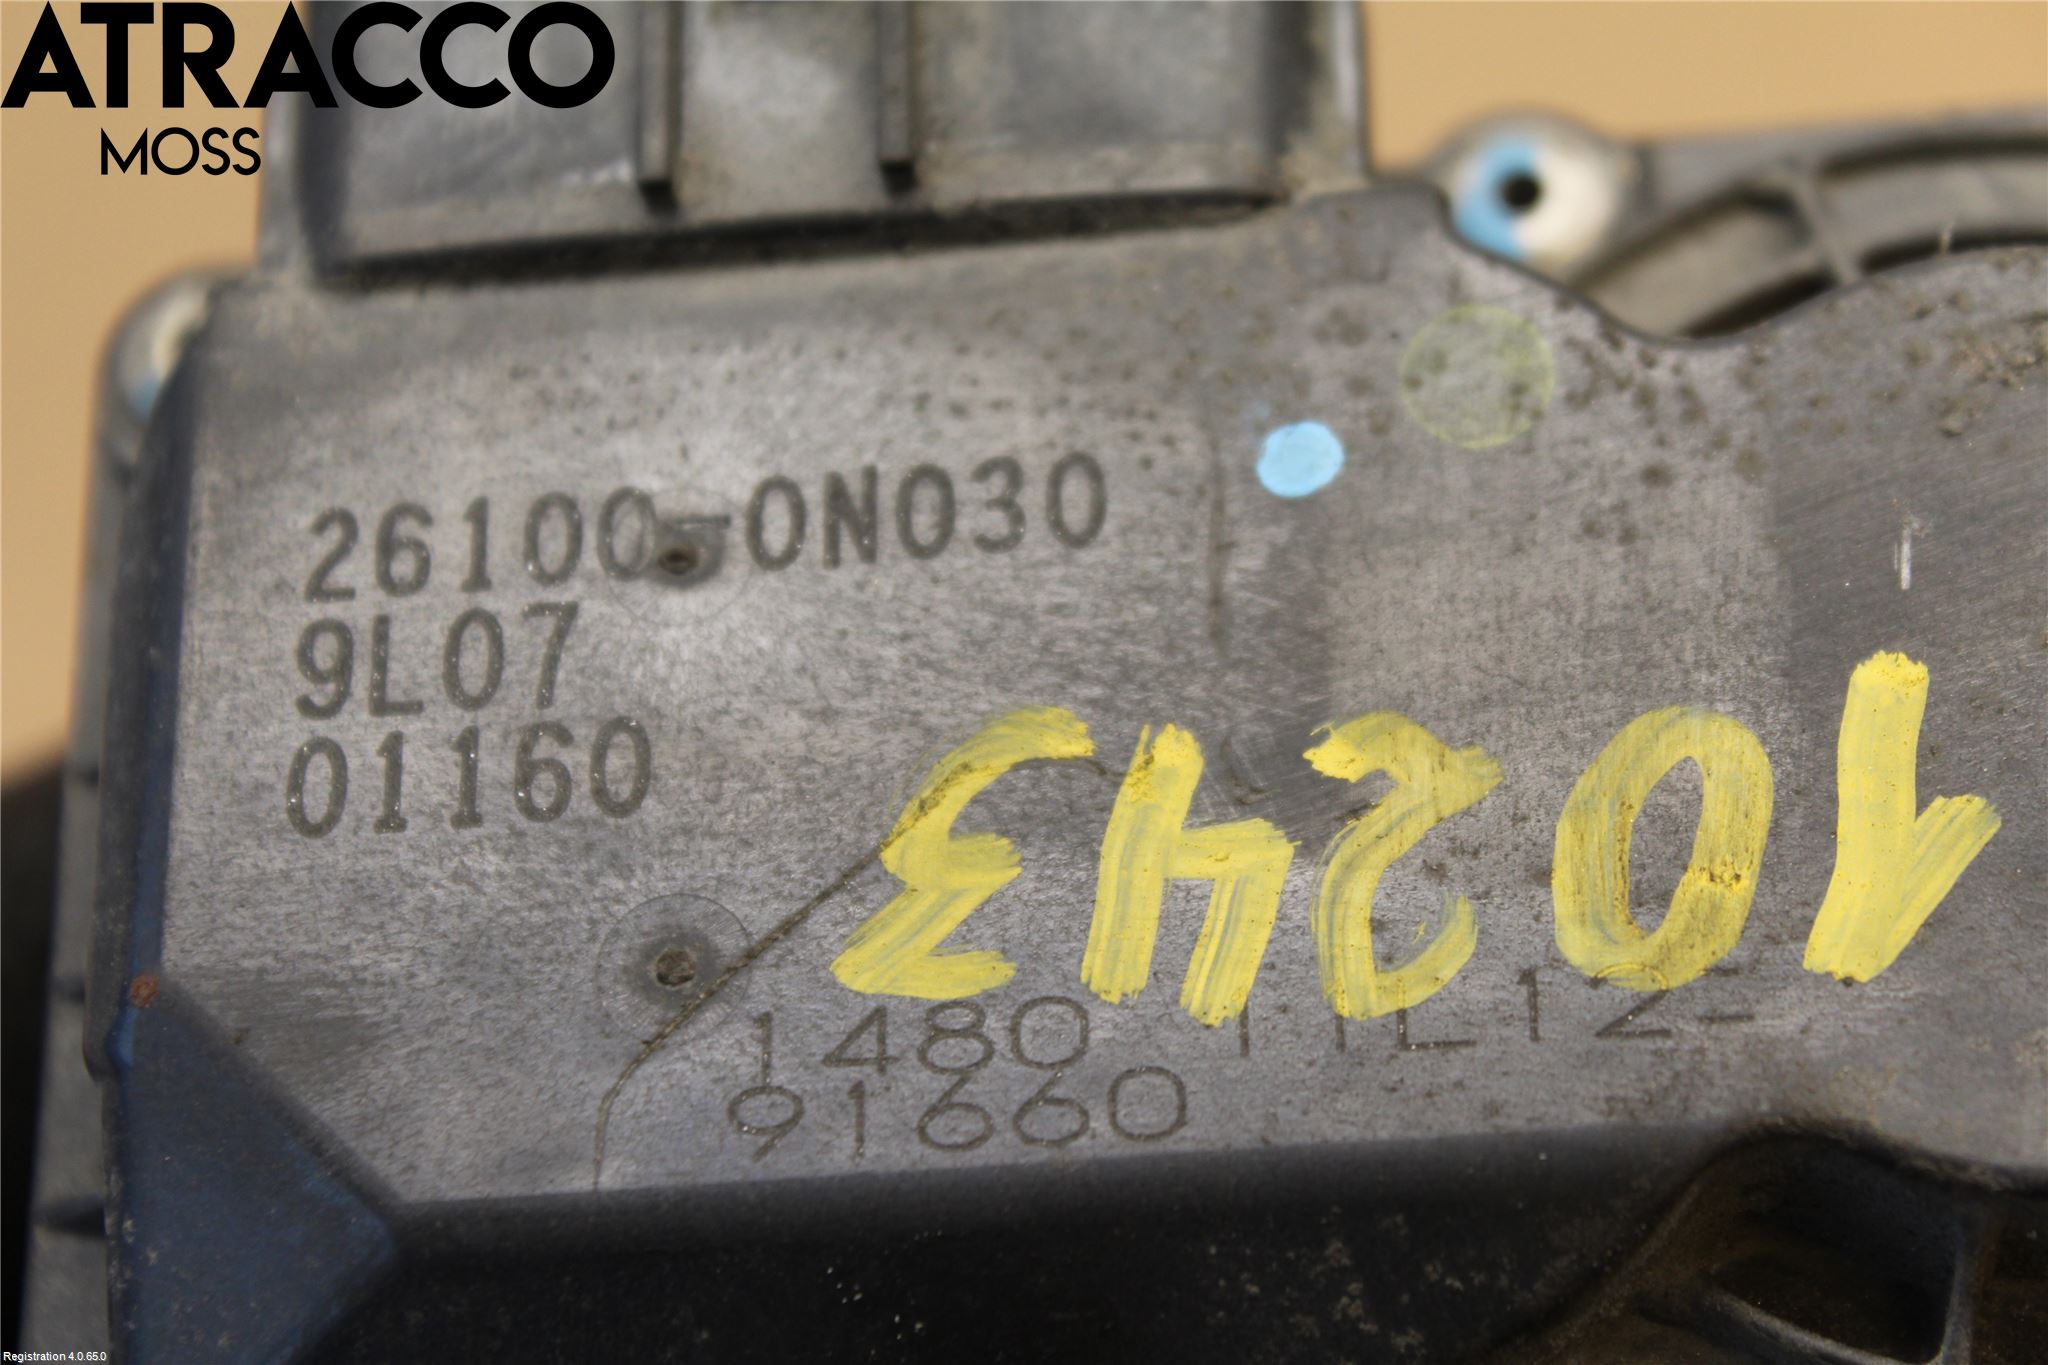 ATRACCO
MOSS
26100-0N030
9L07
01160
10243
1480
91660
Registration 4.0.65.0